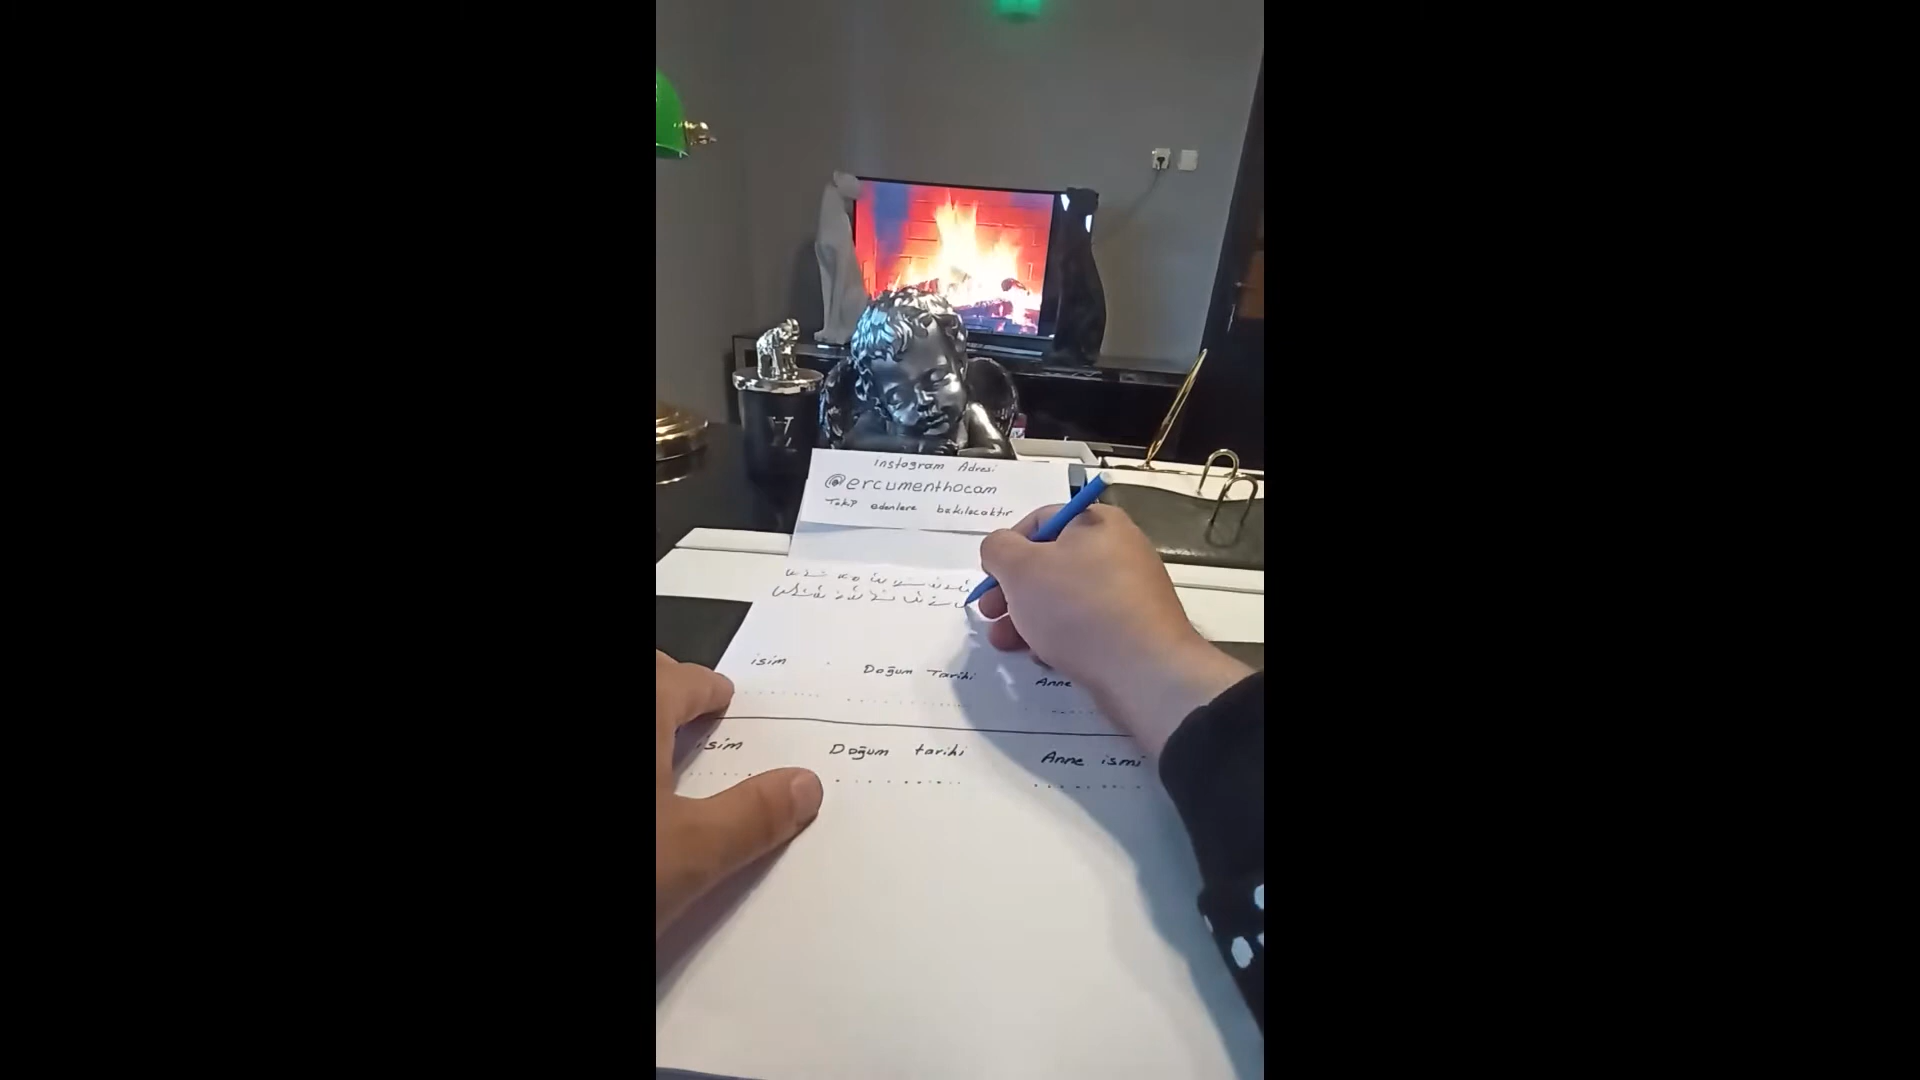 instagram Adresi
@ercumenthocam
Takip edenlere bakılacaktır
isim Doğum Tarihi Anne
isim Doğum tarihi Anne ismi